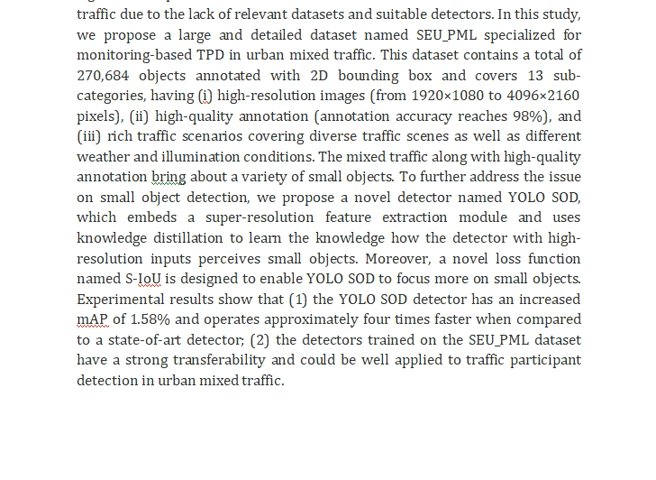 traffic due to the lack of relevant datasets and suitable detectors. In this study,
we propose a large and detailed dataset named SEU_PML specialized for
monitoring-based TPD in urban mixed traffic. This dataset contains a total of
270,684 objects annotated with 2D bounding box and covers 13 sub-
categories, having (i) high-resolution images (from 1920×1080 to 4096×2160
pixels), (ii) high-quality annotation (annotation accuracy reaches 98%), and
(iii) rich traffic scenarios covering diverse traffic scenes as well as different
weather and illumination conditions. The mixed traffic along with high-quality
annotation bring about a variety of small objects. To further address the issue
on small object detection, we propose a novel detector named YOLO SOD,
which embeds a super-resolution feature extraction module and uses
knowledge distillation to learn the knowledge how the detector with high-
resolution inputs perceives small objects. Moreover, a novel loss function
named S-IoU is designed to enable YOLO SOD to focus more on small objects.
Experimental results show that (1) the YOLO SOD detector has an increased
mAP of 1.58% and operates approximately four times faster when compared
to a state-of-art detector; (2) the detectors trained on the SEU_PML dataset
have a strong transferability and could be well applied to traffic participant
detection in urban mixed traffic.